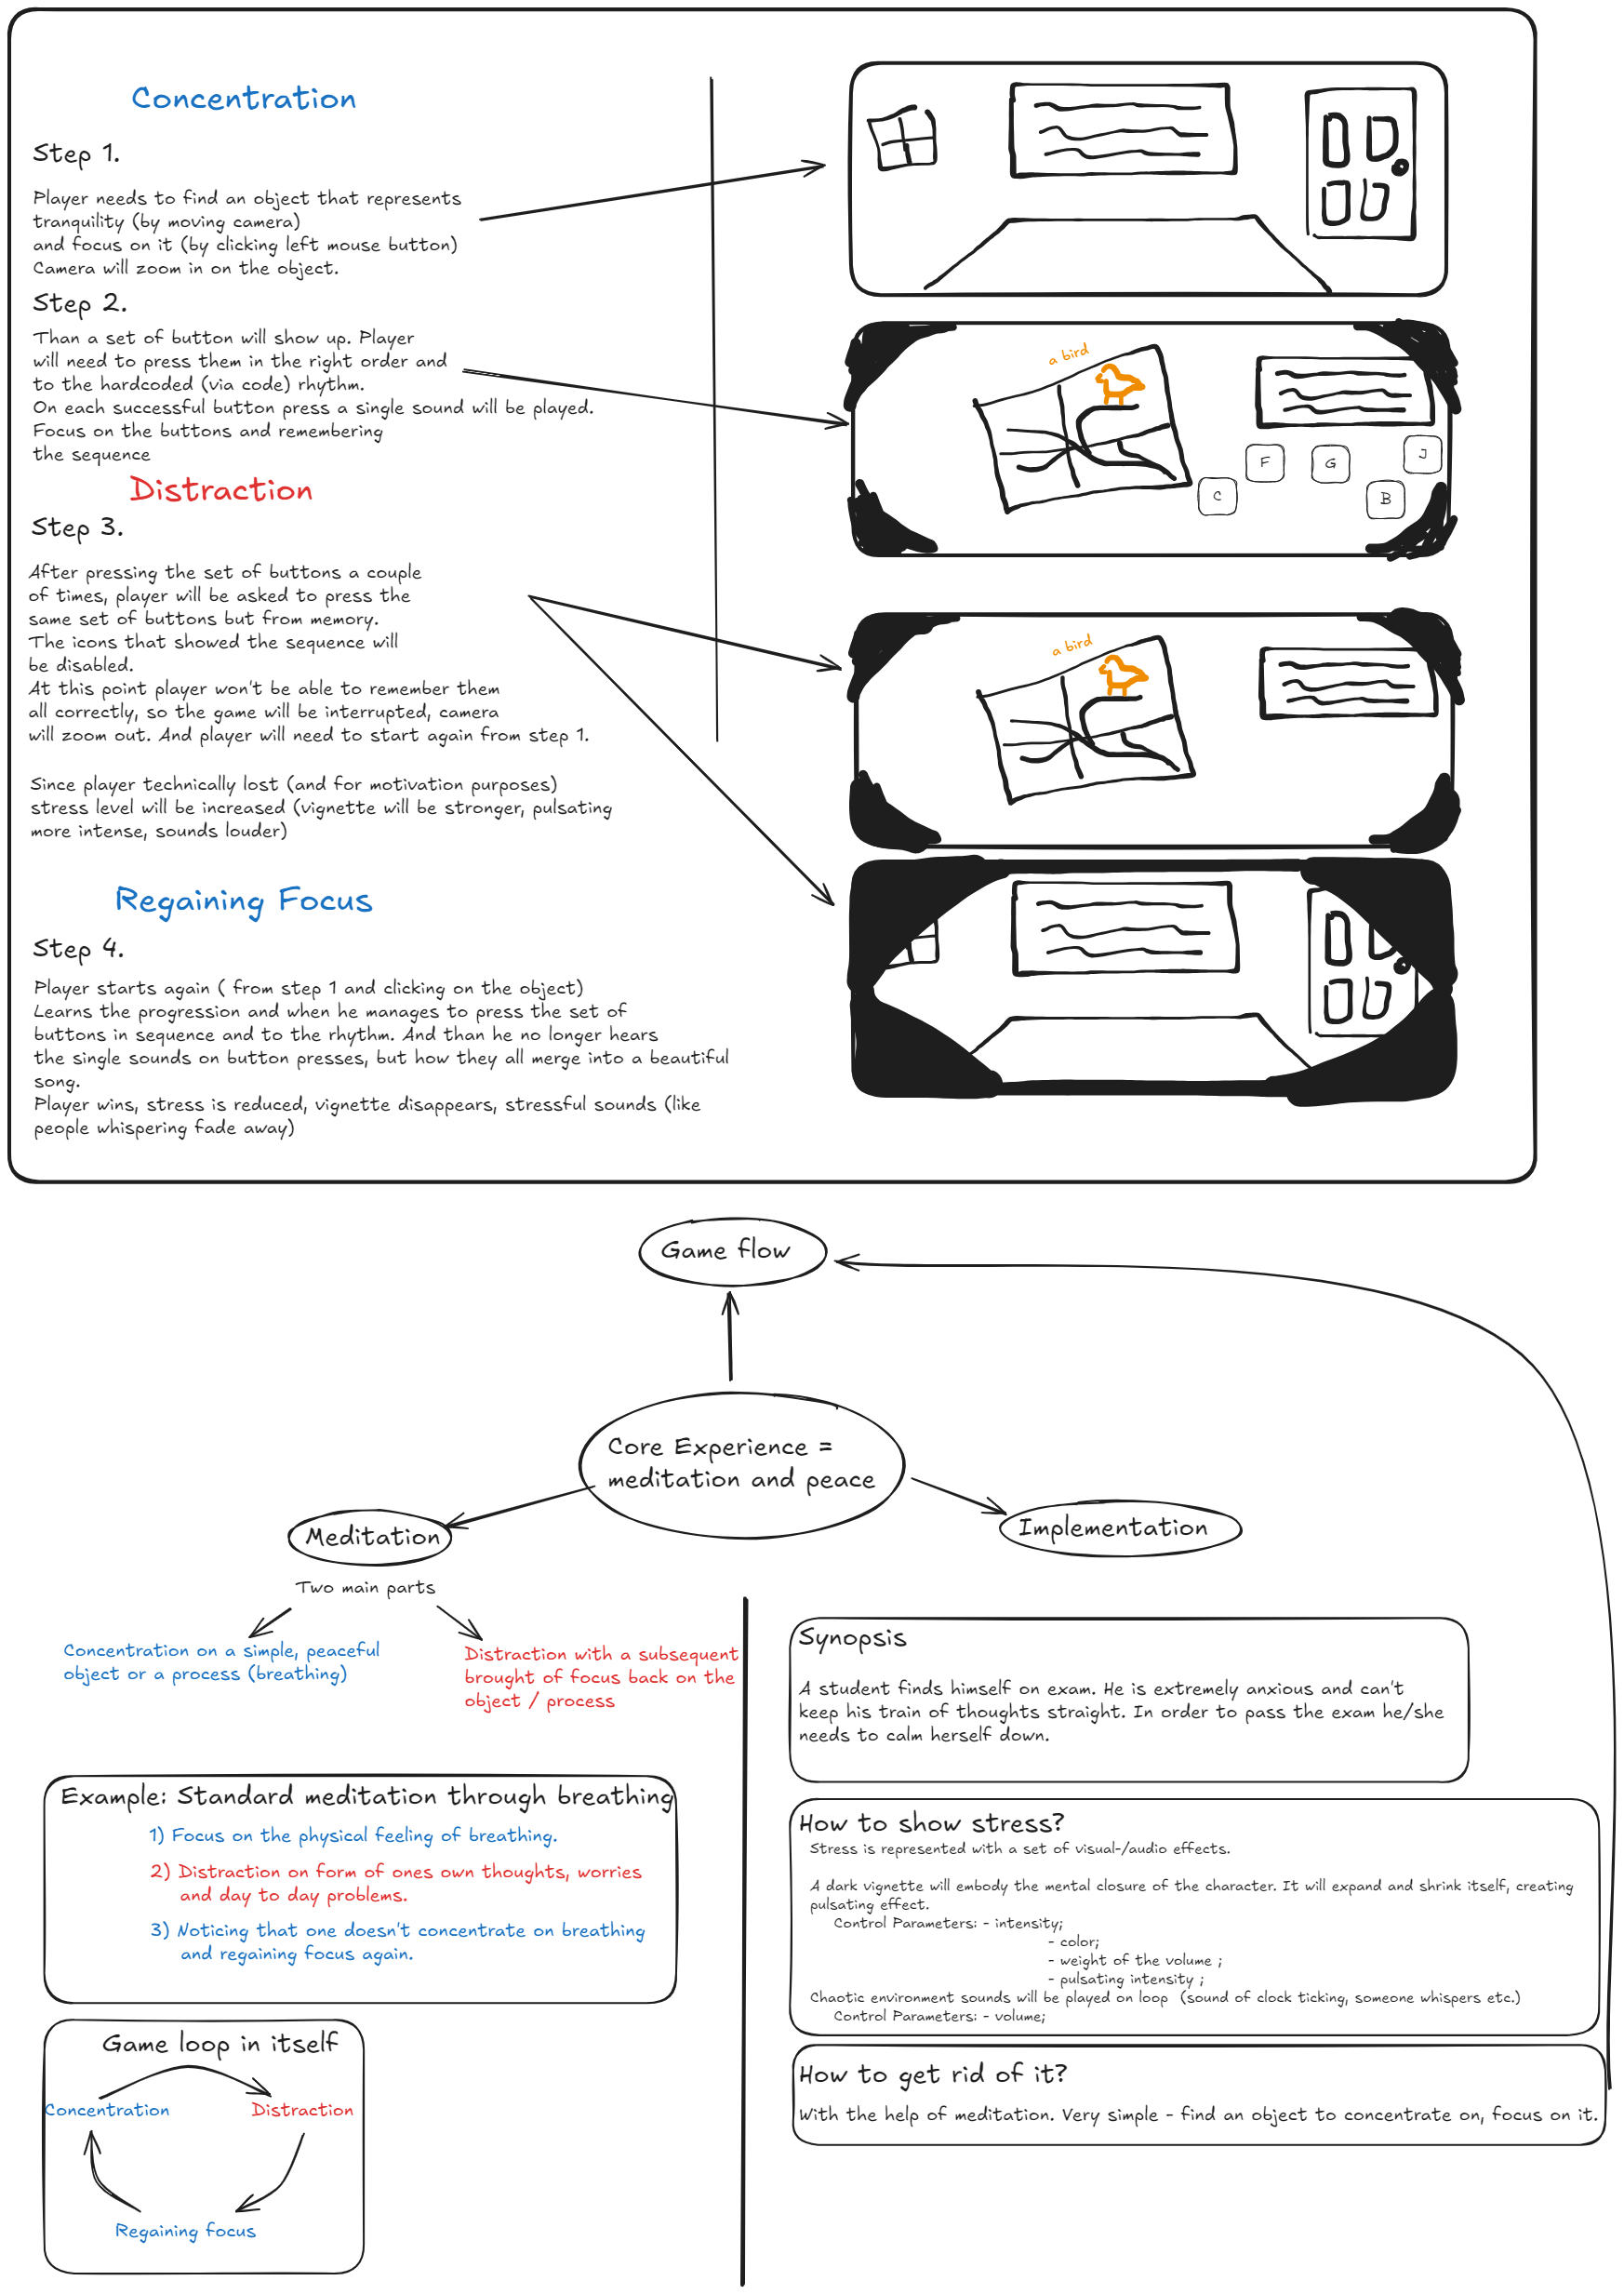 Concentration
Step 1.
Player needs to find an object that represents
tranquility (by moving camera)
and focus on it (by clicking left mouse button)
Camera will zoom in on the object.
Step 2.
Than a set of button will show up. Player
will need to press them in the right order and
to the hardcoded (via code) rhythm.
On each successful button press a single sound will be played.
Focus on the buttons and remembering
the sequence
a bird
F
G
J
C
B
Distraction
Step 3.
After pressing the set of buttons a couple
of times, player will be asked to press the
same set of buttons but from memory.
The icons that showed the sequence will
be disabled.
At this point player won't be able to remember them
all correctly, so the game will be interrupted, camera
will zoom out. And player will need to start again from step 1.
Since player technically lost (and for motivation purposes)
stress level will be increased (vignette will be stronger, pulsating
more intense, sounds louder)
a bird
Regaining Focus
Step 4.
Player starts again ( from step 1 and clicking on the object)
Learns the progression and when he manages to press the set of
buttons in sequence and to the rhythm. And than he no longer hears
the single sounds on button presses, but how they all merge into a beautiful
song.
Player wins, stress is reduced, vignette disappears, stressful sounds (like
people whispering fade away)
Game flow
Core Experience =
meditation and peace
Meditation
Implementation
Two main parts
Concentration on a simple, peaceful
object or a process (breathing)
Distraction with a subsequent
brought of focus back on the
object / process
Example: Standard meditation through breathing
1) Focus on the physical feeling of breathing.
2) Distraction on form of ones own thoughts, worries
and day to day problems.
3) Noticing that one doesn't concentrate on breathing
and regaining focus again.
Game loop in itself
Concentration
Distraction
Regaining focus
Synopsis
A student finds himself on exam. He is extremely anxious and can't
keep his train of thoughts straight. In order to pass the exam he/she
needs to calm herself down.
How to show stress?
Stress is represented with a set of visual-/audio effects.
A dark vignette will embody the mental closure of the character. It will expand and shrink itself, creating
pulsating effect.
Control Parameters: - intensity;
- color;
- weight of the volume ;
- pulsating intensity ;
Chaotic environment sounds will be played on loop (sound of clock ticking, someone whispers etc.)
Control Parameters: - volume;
How to get rid of it?
With the help of meditation. Very simple - find an object to concentrate on, focus on it.